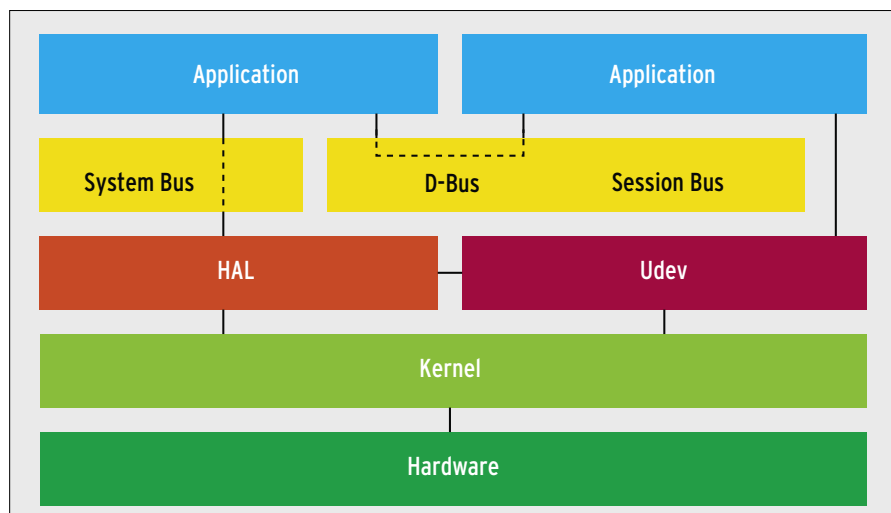 Application
Application
System Bus
D-Bus
Session Bus
HAL
Udev
Kernel
Hardware